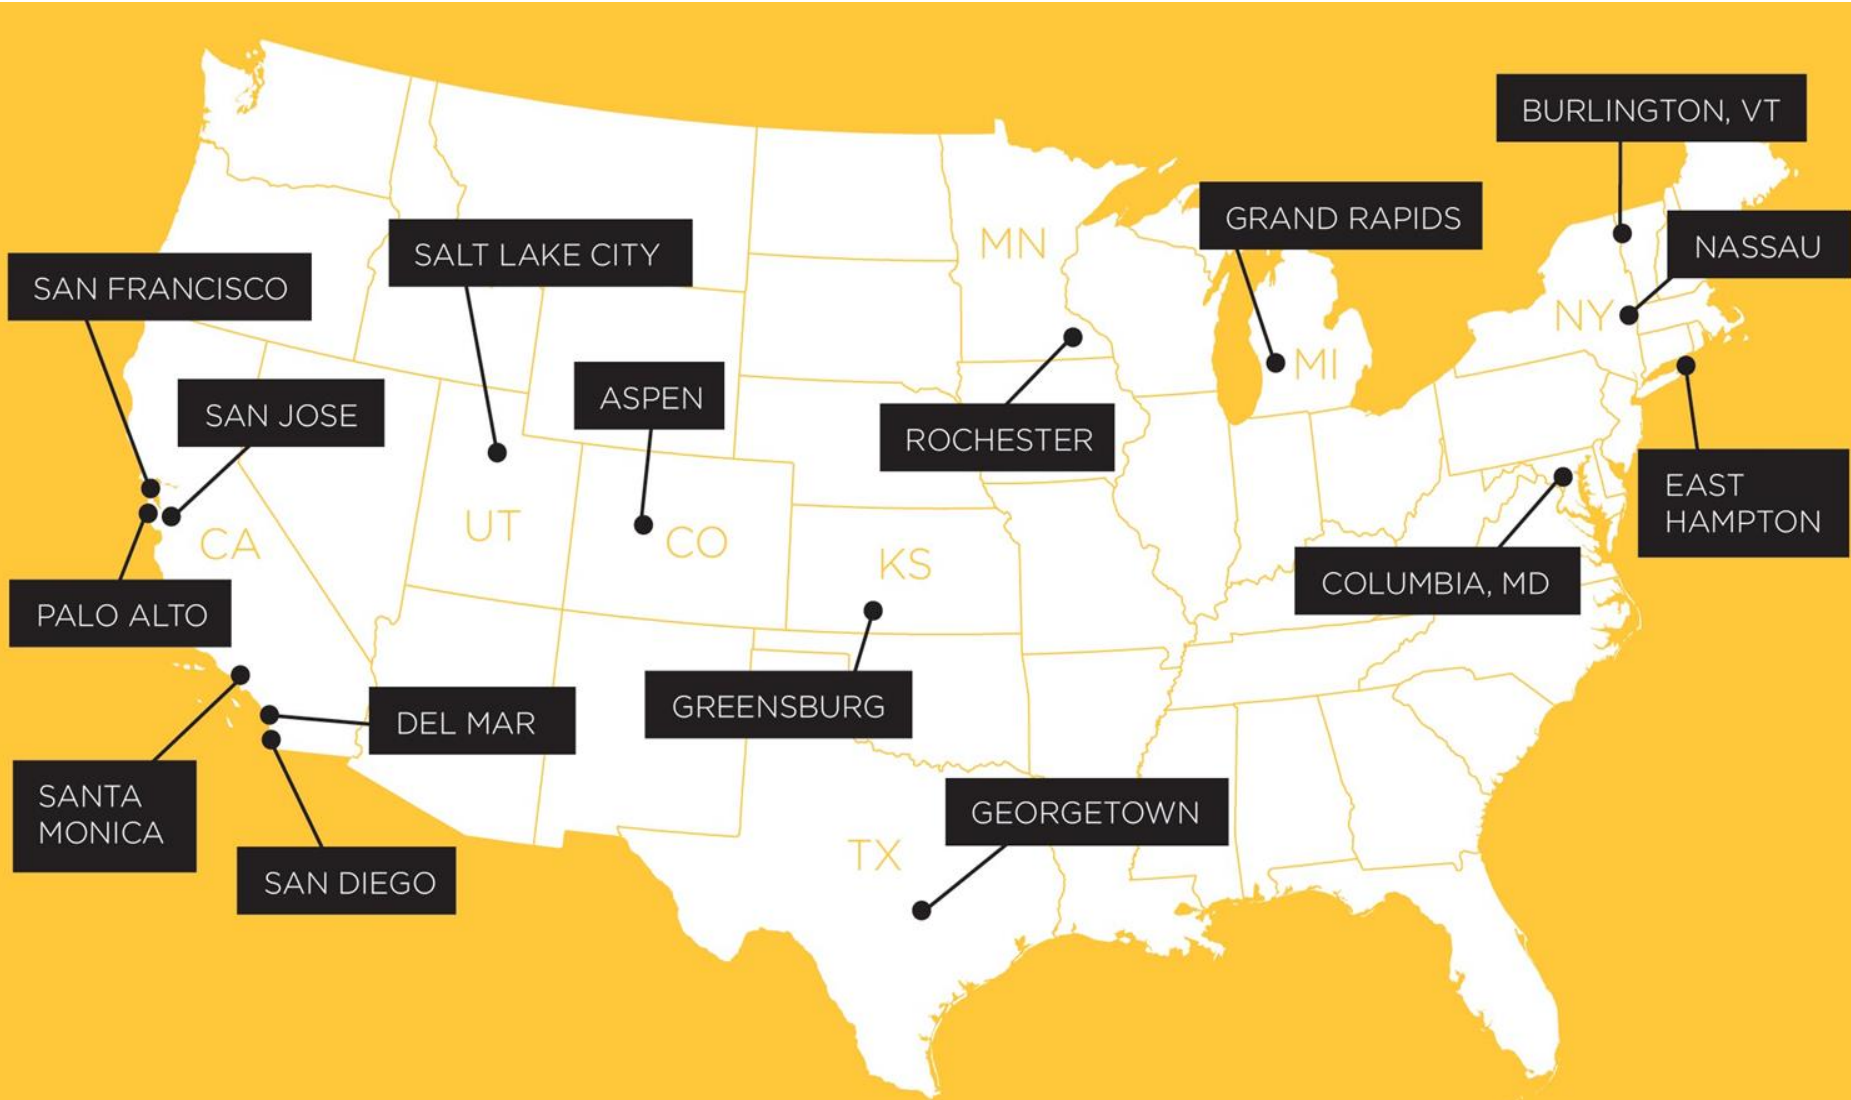 BURLINGTON, VT
GRAND RAPIDS
NASSAU
MN
SALT LAKE CITY
SAN FRANCISCO
NY
MI
ASPEN
SAN JOSE
ROCHESTER
EAST
HAMPTON
UT
CO
CA
KS
COLUMBIA, MD
PALO ALTO
GREENSBURG
DEL MAR
SANTA
MONICA
GEORGETOWN
TX
SAN DIEGO